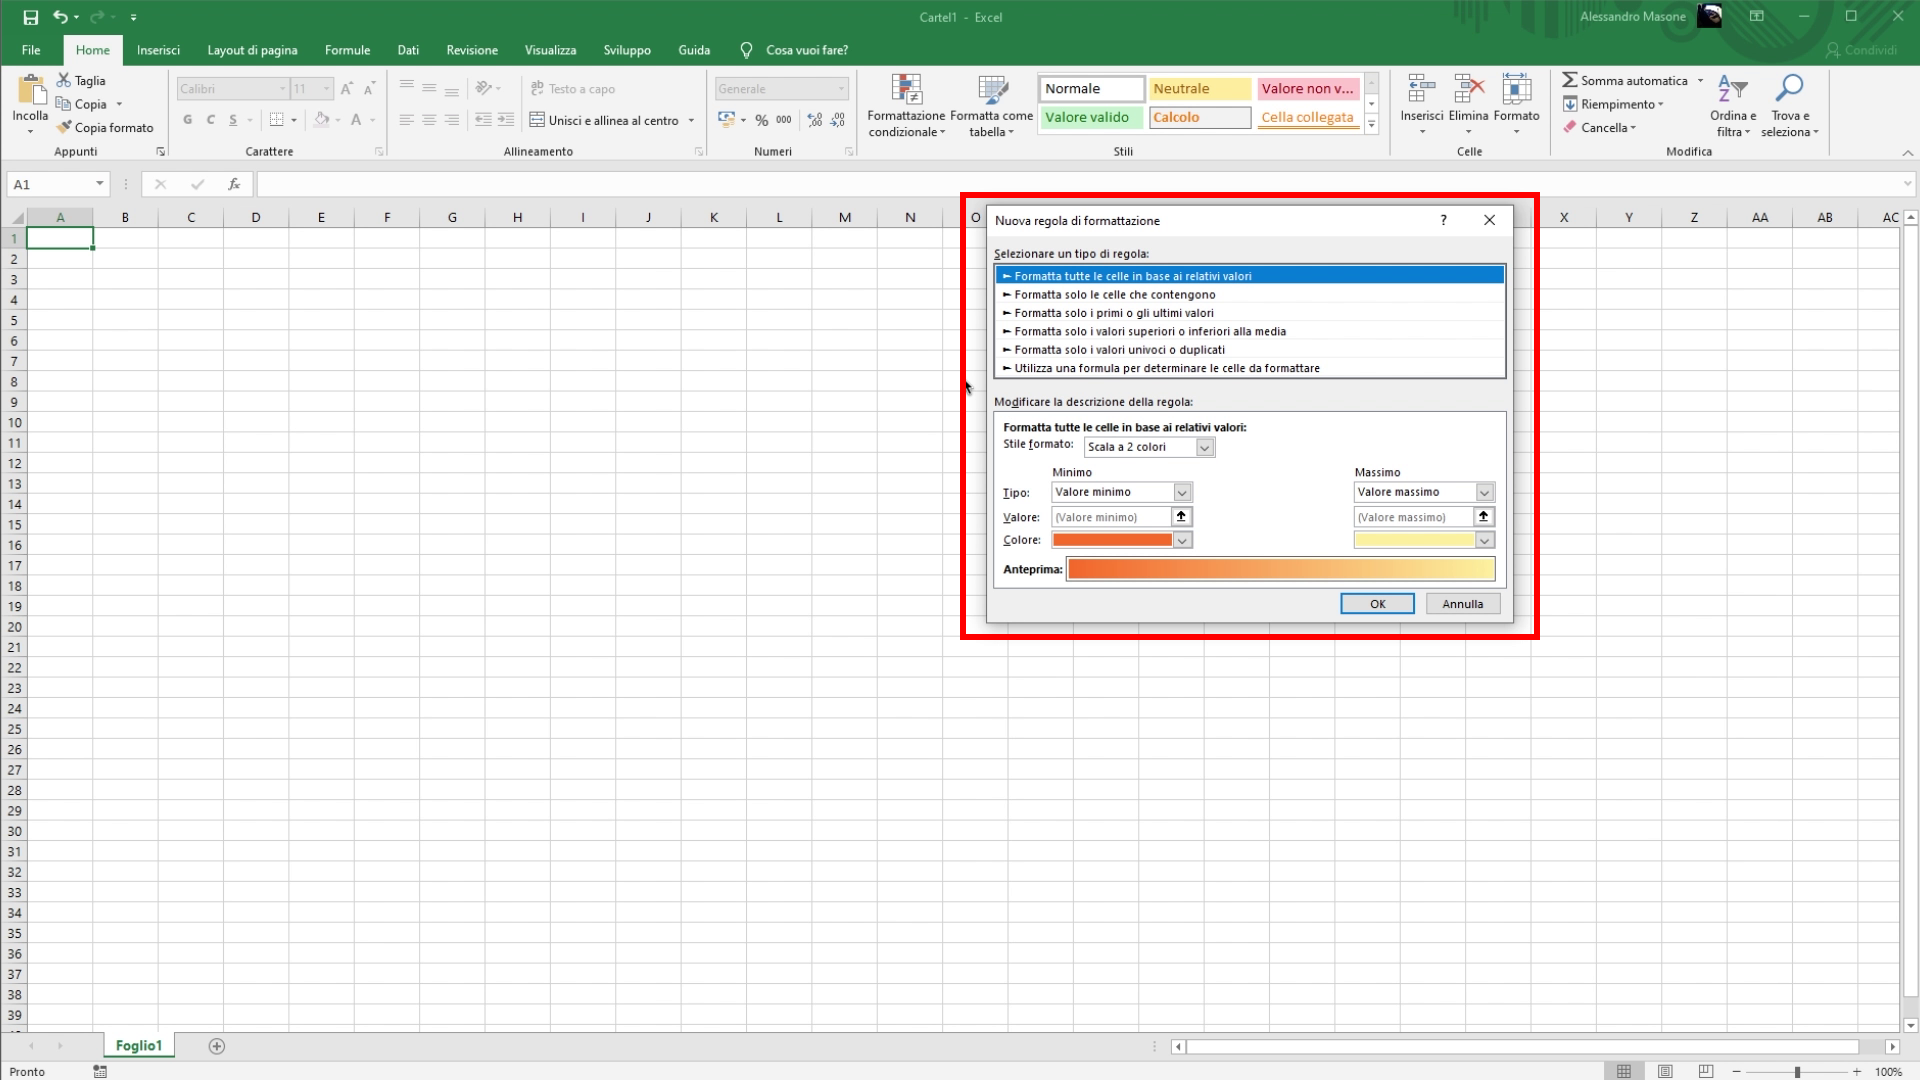 Cartel1 - Excel
Alessandro Masone
File Home Inserisci Layout di pagina Formule Dati Revisione Visualizza Sviluppo Guida Cosa vuoi fare? Condividi
Incolla
Taglia
Copia
Copia formato
Appunti
Calibri 11
G C S A A A
Carattere
ab Testo a capo
Unisci e allinea al centro
Allineamento
Generale
% 000
Numeri
Formattazione condizionale
Formatta come tabella
Normale Neutrale Valore non v...
Valore valido Calcolo Cella collegata
Stili
Inserisci Elimina Formato
Celle
Somma automatica
Riempimento
Cancella
Ordina e filtra
Trova e seleziona
Modifica
A1 fx
A B C D E F G H I J K L M N O X Y Z AA AB AC
1
2
3
4
5
6
7
8
9
10
11
12
13
14
15
16
17
18
19
20
21
22
23
24
25
26
27
28
29
30
31
32
33
34
35
36
37
38
39
Nuova regola di formattazione ?
Selezionare un tipo di regola:
► Formatta tutte le celle in base ai relativi valori
► Formatta solo le celle che contengono
► Formatta solo i primi o gli ultimi valori
► Formatta solo i valori superiori o inferiori alla media
► Formatta solo i valori univoci o duplicati
► Utilizza una formula per determinare le celle da formattare
Modificare la descrizione della regola:
Formatta tutte le celle in base ai relativi valori:
Stile formato: Scala a 2 colori
Minimo Massimo
Tipo: Valore minimo Valore massimo
Valore: (Valore minimo) (Valore massimo)
Colore:
Anteprima:
OK Annulla
Foglio1
Pronto 100%